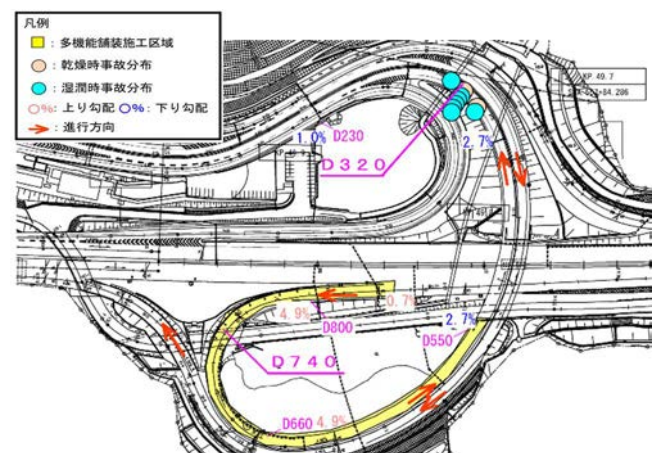 凡例
：多機能舗装施工区域
：乾燥時事故分布
：湿潤時事故分布
○%：上り勾配 ○%：下り勾配
：進行方向
KP 49.7
1.0% D230
D320
2.7%
4.9%
0.7%
D800
2.7%
D550
D740
D660 4.9%